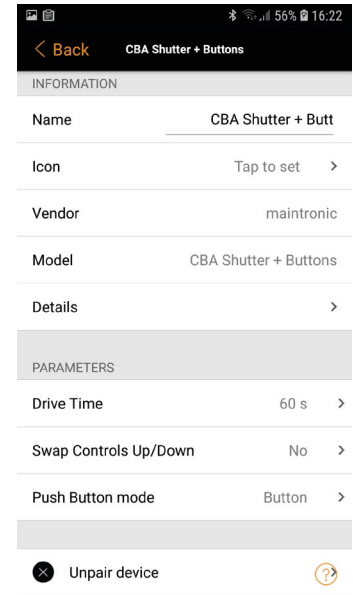 56% 16:22
Back CBA Shutter + Buttons
INFORMATION
Name CBA Shutter + Butt
Icon Tap to set
Vendor maintronic
Model CBA Shutter + Buttons
Details
PARAMETERS
Drive Time 60 s
Swap Controls Up/Down No
Push Button mode Button
Unpair device ?